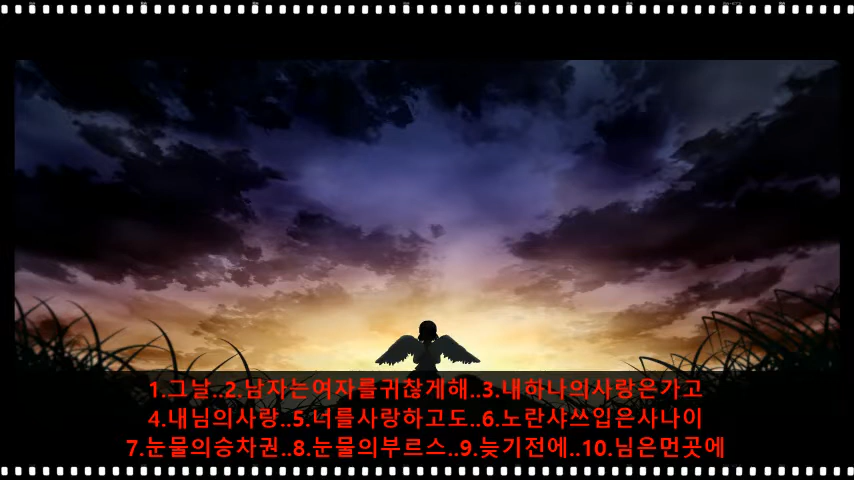 1.그날..2.남자는여자를귀찮게해..3.내하나의사랑은가고
4.내님의사랑..5.너를사랑하고도..6.노란샤쓰입은사나이
7.눈물의승차권..8.눈물의부르스..9.늦기전에..10.님은먼곳에